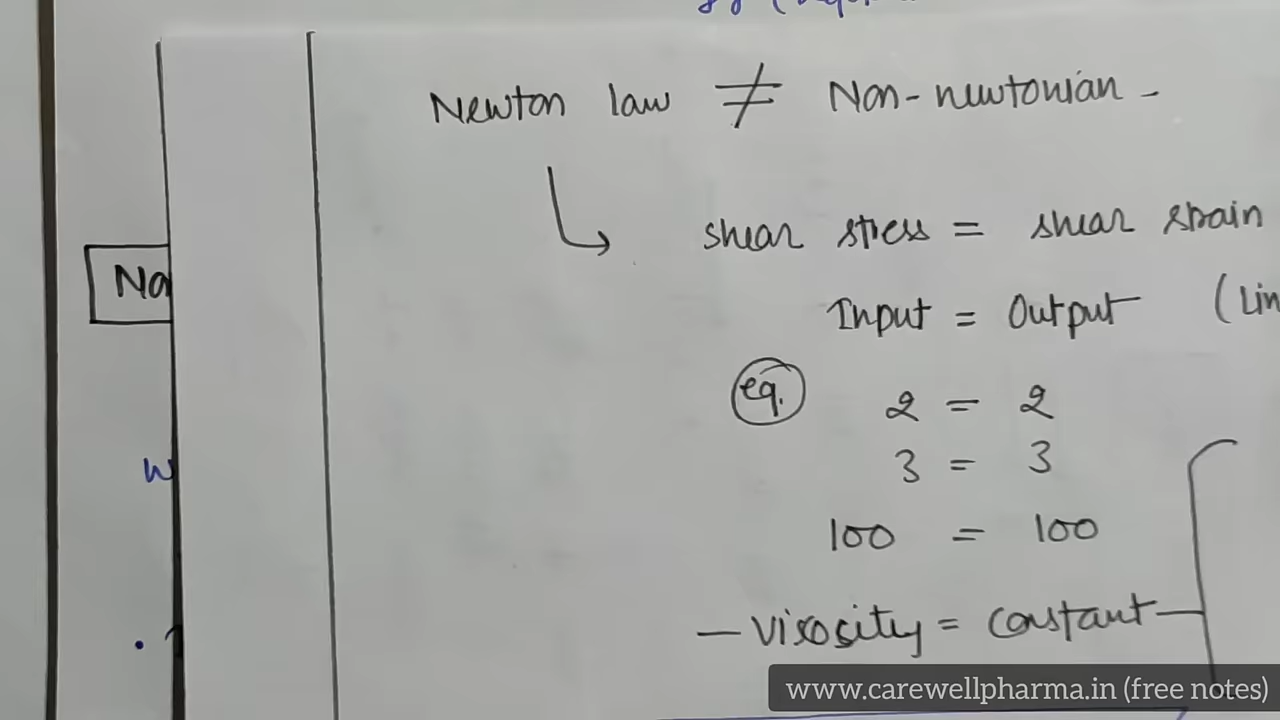 Newton law ≠ Non-newtonian -
shear stress = shear strain
Input = Output (Lin
Na
eq. 2 = 2
3 = 3
w
100 = 100
- Viscosity = constant -
www.carewellpharma.in (free notes)